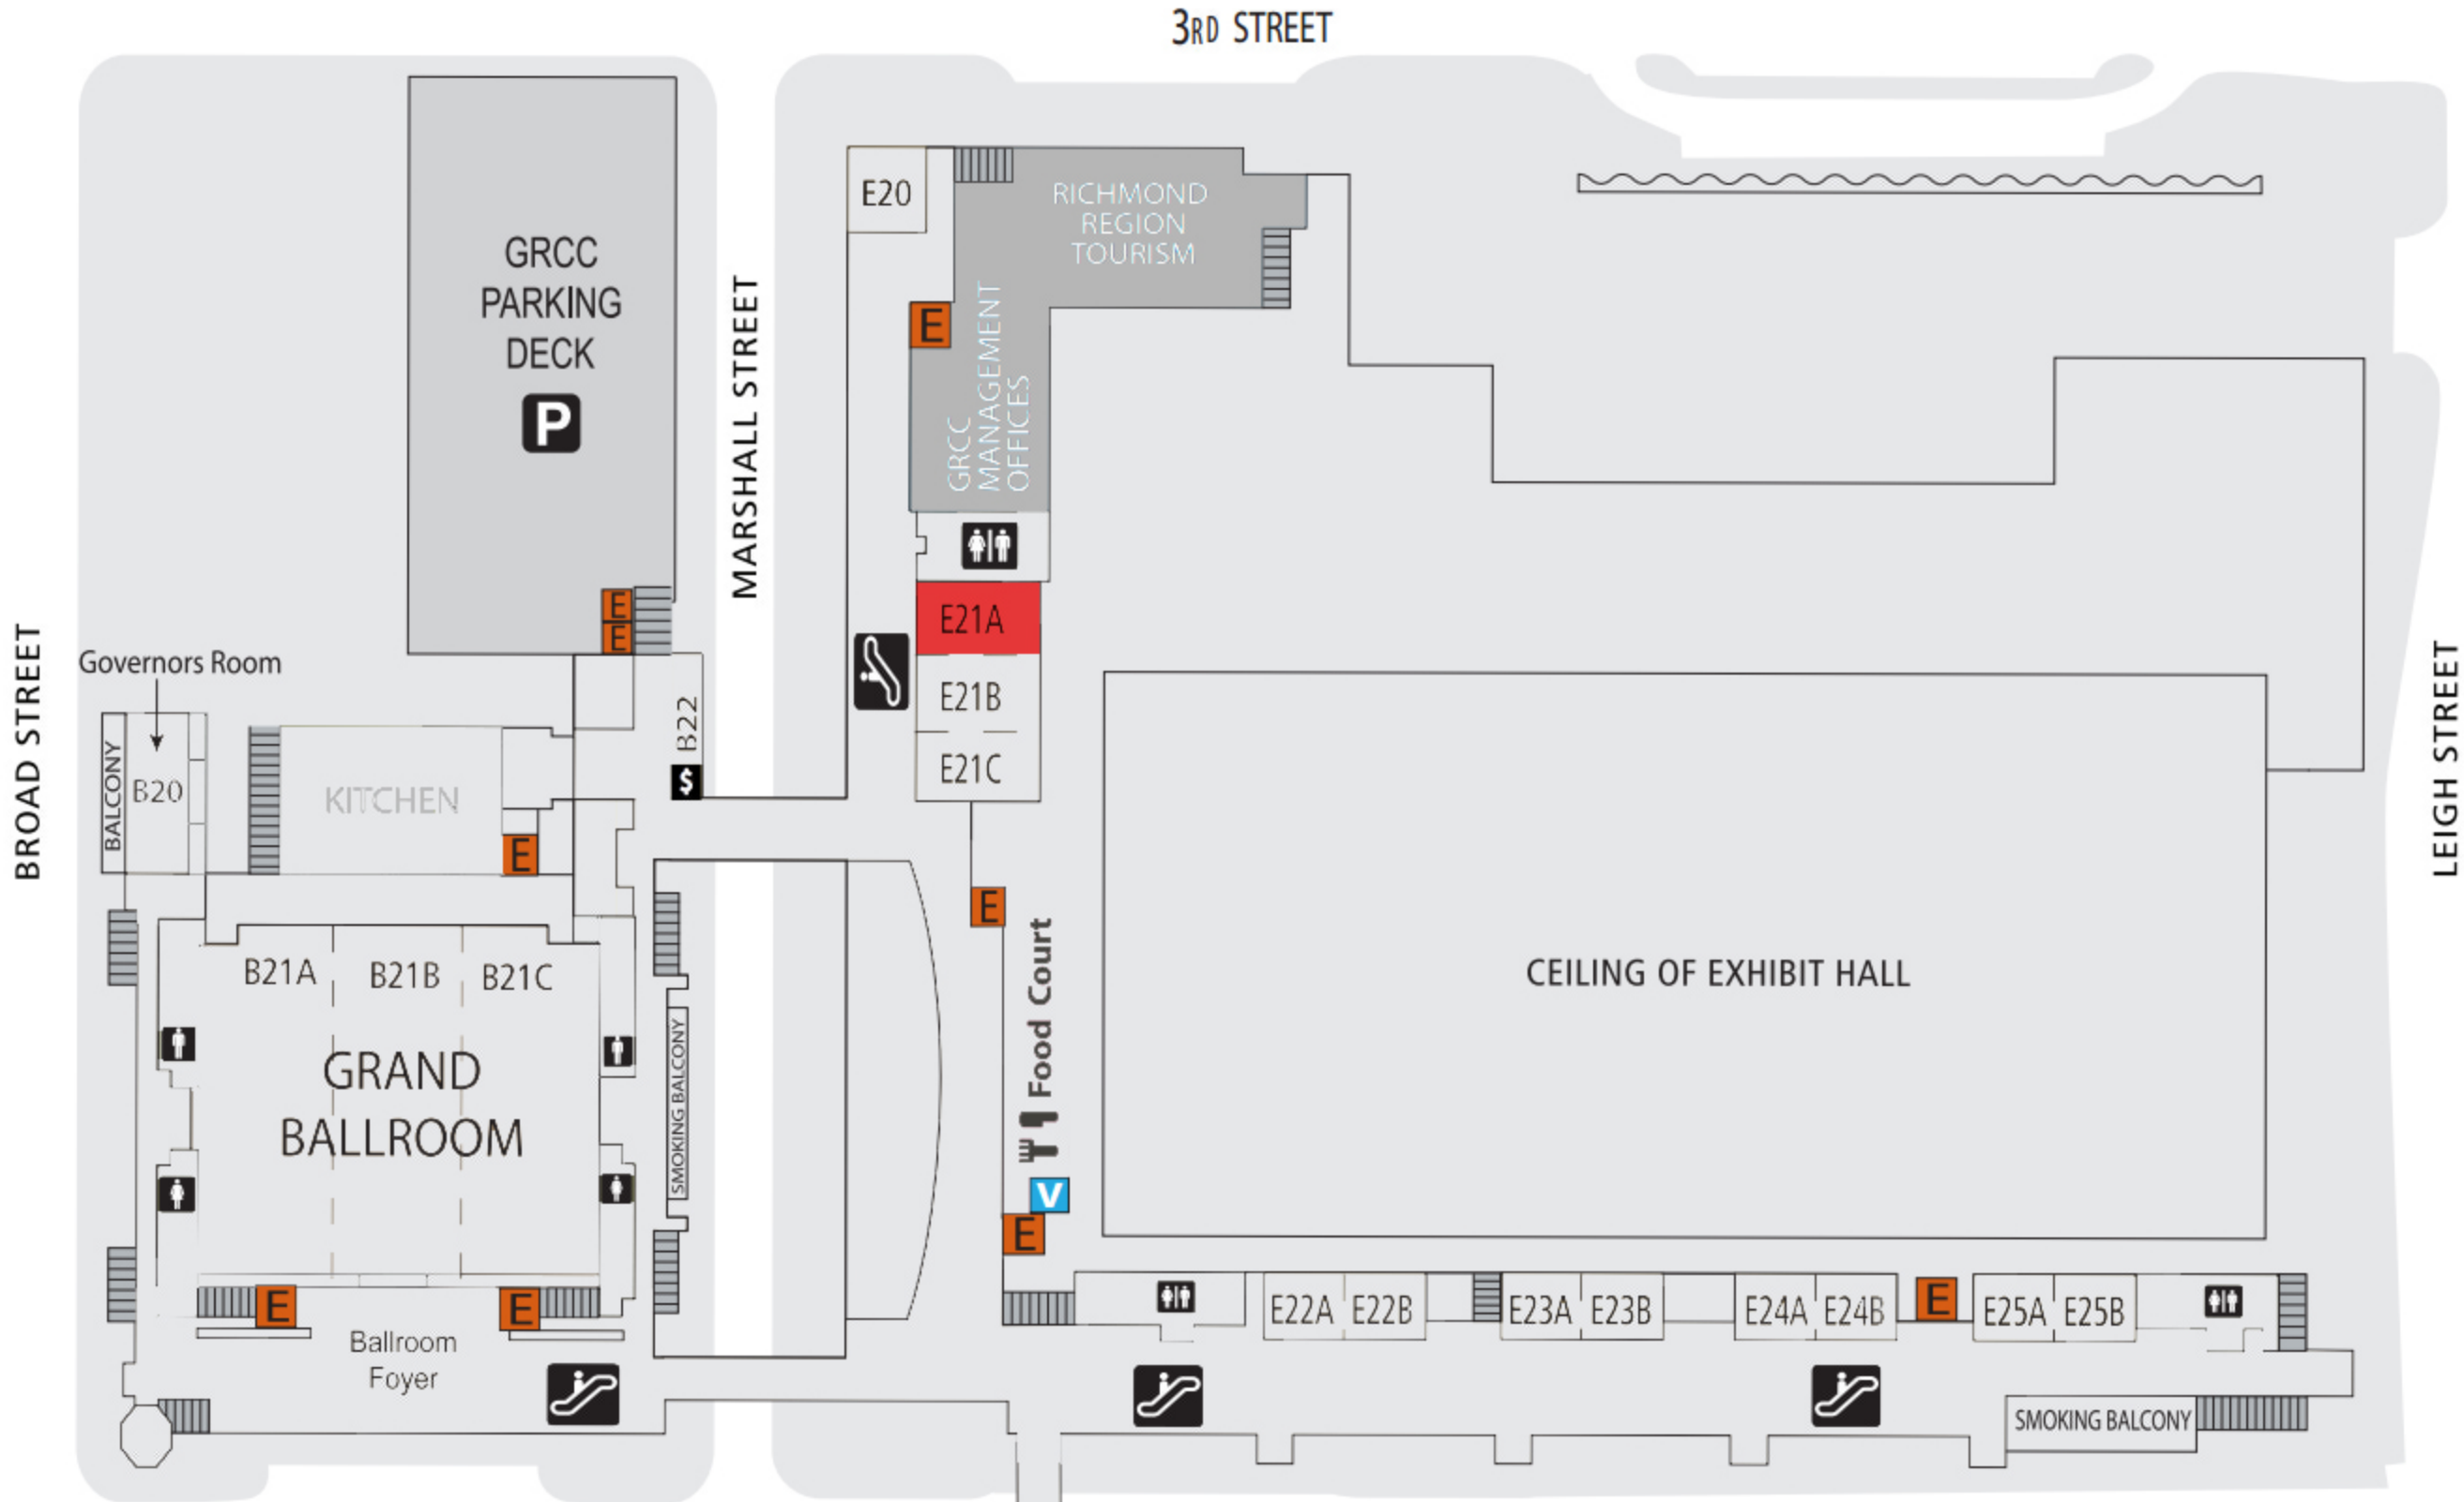 3RD STREET
GRCC
PARKING
DECK
P
MARSHALL STREET
E20
RICHMOND
REGION
TOURISM
E
GRCC
MANAGEMENT
OFFICES
E21A
E21B
E21C
E
E
BROAD STREET
Governors Room
BALCONY
B20
KITCHEN
E
B22
$
LEIGH STREET
B21A
B21B
B21C
GRAND
BALLROOM
SMOKING BALCONY
E
Food Court
V
E
CEILING OF EXHIBIT HALL
E
E
Ballroom
Foyer
E22A
E22B
E23A
E23B
E24A
E24B
E
E25A
E25B
SMOKING BALCONY